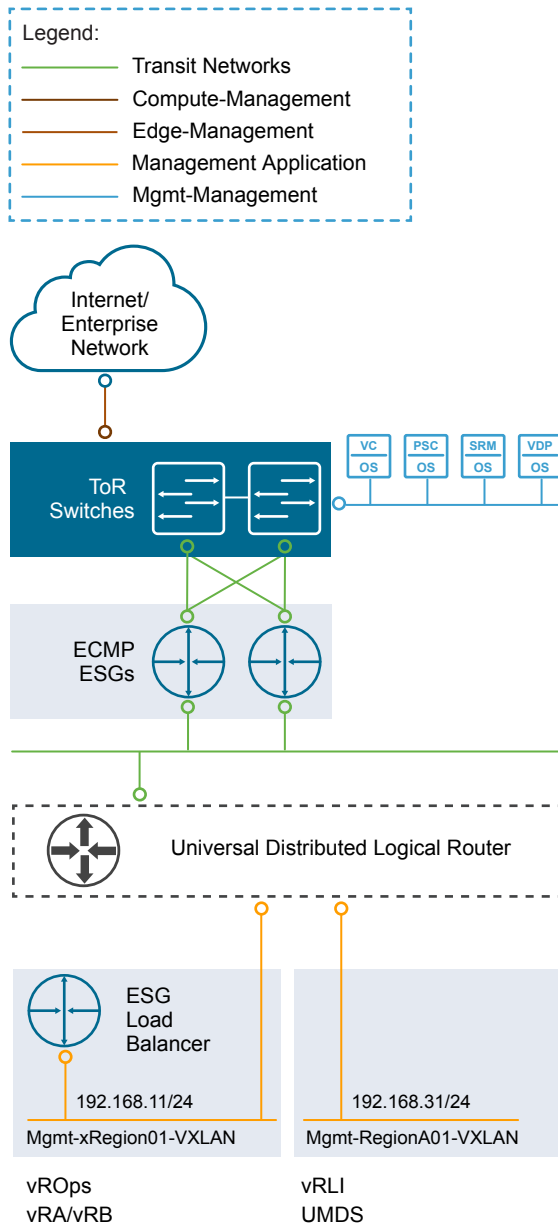 Legend:
Transit Networks
Compute-Management
Edge-Management
Management Application
Mgmt-Management
Internet/
Enterprise
Network
VC
OS
PSC
OS
SRM
OS
VDP
OS
ToR
Switches
ECMP
ESGs
Universal Distributed Logical Router
ESG
Load
Balancer
192.168.11/24
Mgmt-xRegion01-VXLAN
192.168.31/24
Mgmt-RegionA01-VXLAN
vROps
vRA/vRB
vRLI
UMDS